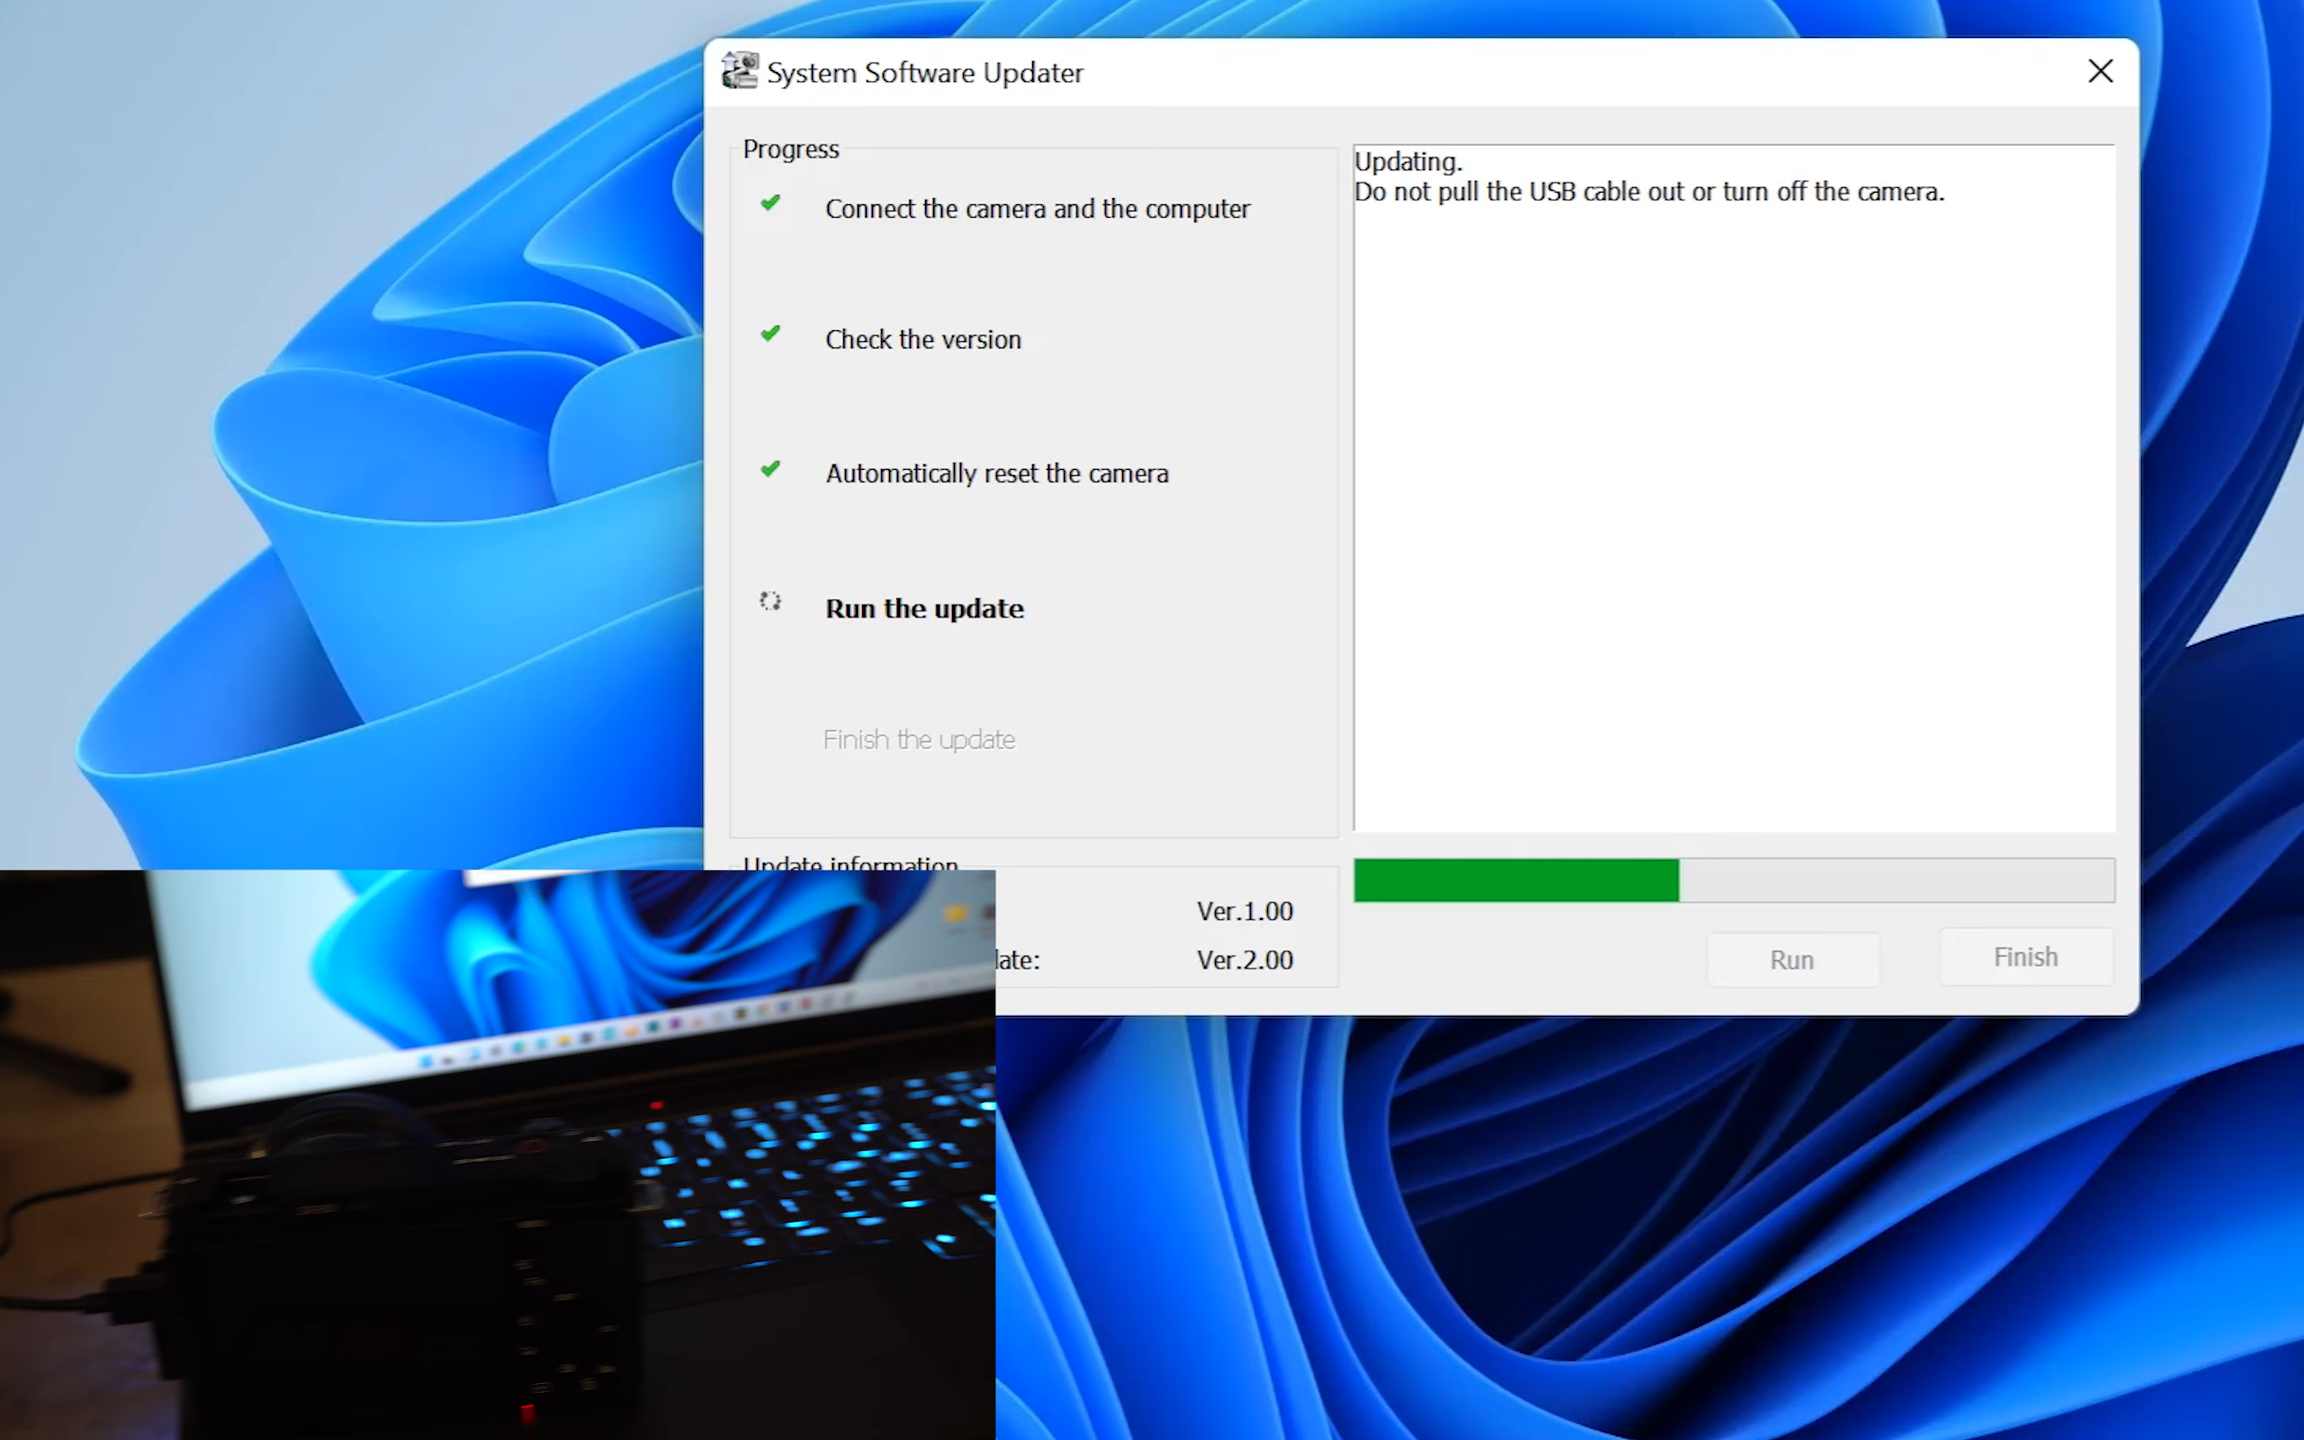 System Software Updater
Progress
Connect the camera and the computer
Check the version
Automatically reset the camera
Run the update
Finish the update
Updating.
Do not pull the USB cable out or turn off the camera.
Update information
Ver.1.00
late:
Ver.2.00
Run
Finish